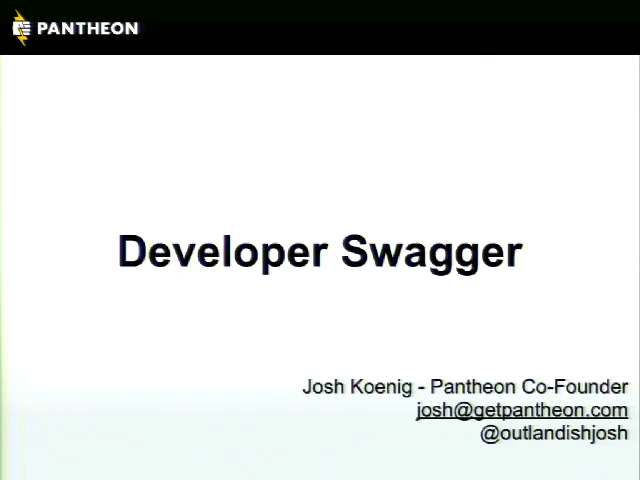 PANTHEON
Developer Swagger
Josh Koenig - Pantheon Co-Founder
josh@getpantheon.com
@outlandishjosh